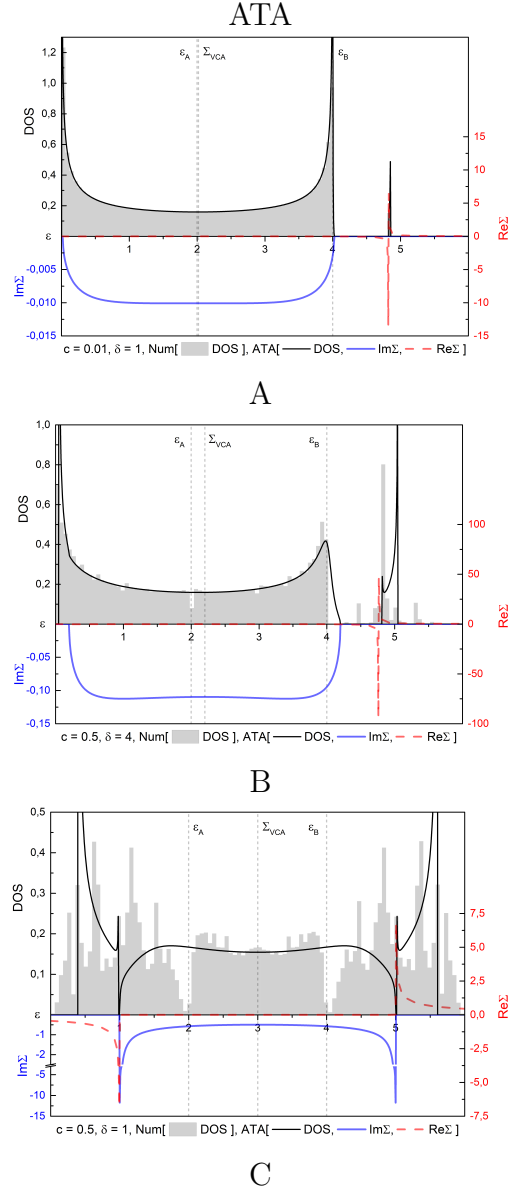 ATA
1,2
1,0
0,8
0,6
0,4
0,2
ε
-0,005
-0,010
-0,015
DOS
ImΣ
ε_A
Σ_VCA
ε_B
1 2 3 4 5
15
10
5
0
-5
-10
-15
ReΣ
c = 0.01, δ = 1, Num[ DOS ], ATA[ DOS, ImΣ, ReΣ ]
A
1,0
0,8
0,6
0,4
0,2
ε
-0,05
-0,10
-0,15
DOS
ImΣ
ε_A
Σ_VCA
ε_B
1 2 3 4 5
100
50
0
-50
-100
ReΣ
c = 0.5, δ = 4, Num[ DOS ], ATA[ DOS, ImΣ, ReΣ ]
B
0,5
0,4
0,3
0,2
0,1
ε
-1
-2
-5
-10
-15
DOS
ImΣ
ε_A
Σ_VCA
ε_B
2 3 4 5
7,5
5,0
2,5
0,0
-2,5
-5,0
-7,5
ReΣ
c = 0.5, δ = 1, Num[ DOS ], ATA[ DOS, ImΣ, ReΣ ]
C